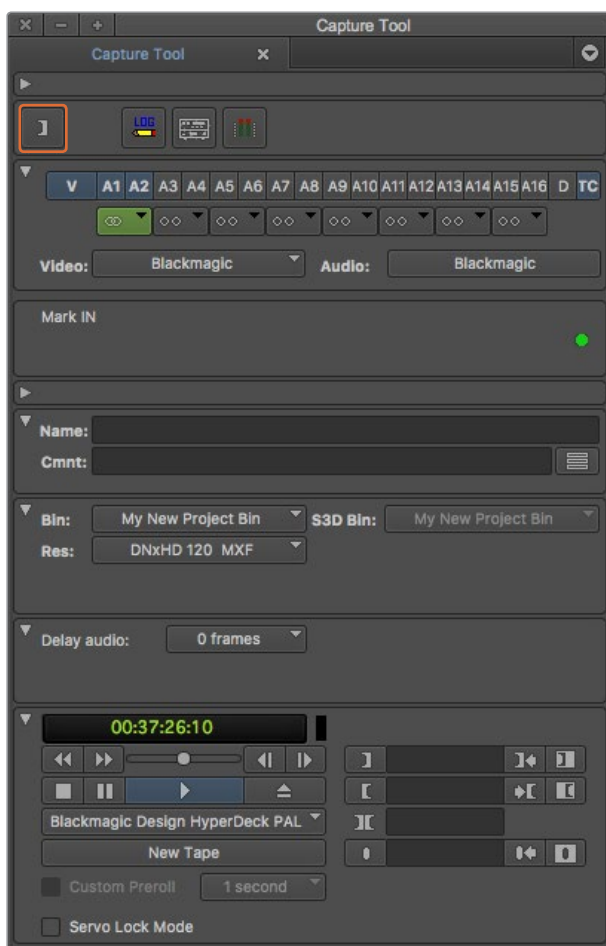 Capture Tool
Capture Tool
LOG
V A1 A2 A3 A4 A5 A6 A7 A8 A9 A10 A11 A12 A13 A14 A15 A16 D TC
Video: Blackmagic Audio: Blackmagic
Mark IN
Name:
Cmnt:
Bin: My New Project Bin S3D Bin: My New Project Bin
Res: DNxHD 120 MXF
Delay audio: 0 frames
00:37:26:10
Blackmagic Design HyperDeck PAL
New Tape
Custom Preroll 1 second
Servo Lock Mode